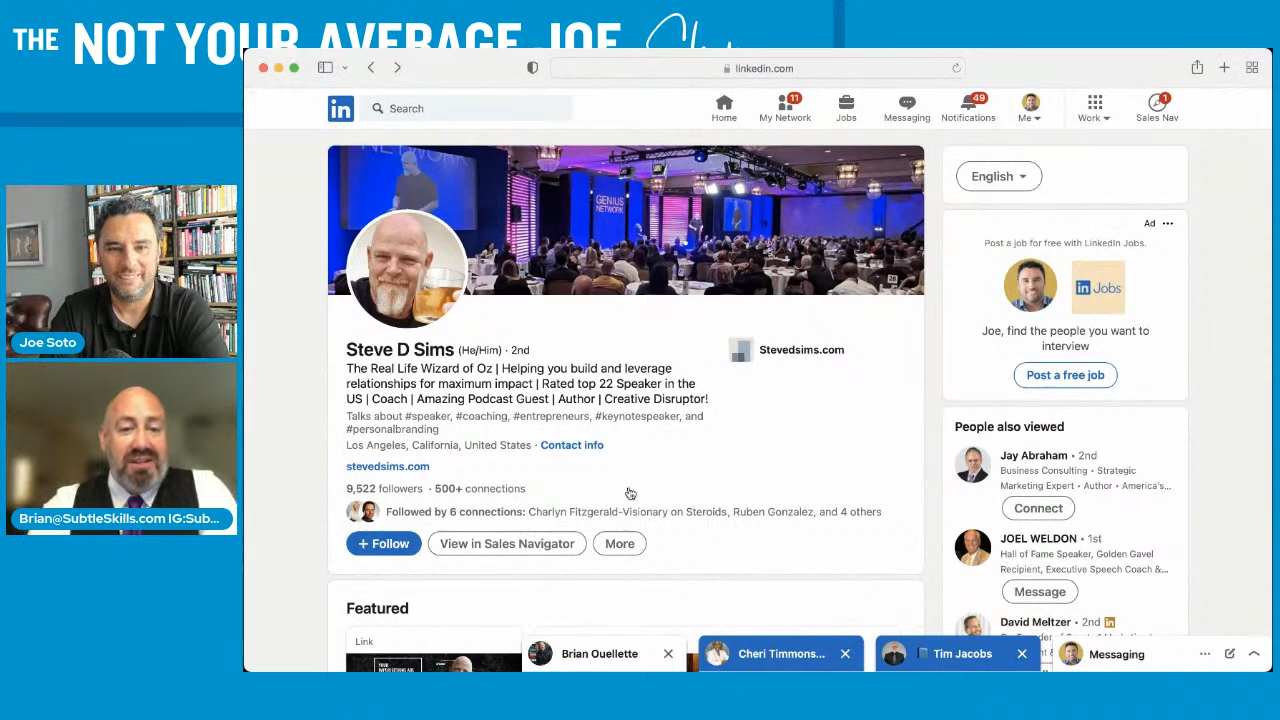 THE NOT YOUR AVERAGE JOE
linkedin.com
in
Search
Home
11
My Network
Jobs
Messaging
49
Notifications
Me
Work
1
Sales Nav
GENIUS
NETWORK
Joe Soto
Brian@SubtleSkills.com IG:Sub...
Steve D Sims (He/Him) · 2nd
The Real Life Wizard of Oz | Helping you build and leverage
relationships for maximum impact | Rated top 22 Speaker in the
US | Coach | Amazing Podcast Guest | Author | Creative Disruptor!
Talks about #speaker, #coaching, #entrepreneurs, #keynotespeaker, and
#personalbranding
Los Angeles, California, United States · Contact info
stevedsims.com
9,522 followers · 500+ connections
Followed by 6 connections: Charlyn Fitzgerald-Visionary on Steroids, Ruben Gonzalez, and 4 others
+ Follow
View in Sales Navigator
More
Stevedsims.com
Featured
Link
English
Ad
Post a job for free with LinkedIn Jobs.
in Jobs
Joe, find the people you want to
interview
Post a free job
People also viewed
Jay Abraham • 2nd
Business Consulting • Strategic
Marketing Expert • Author • America's...
Connect
JOEL WELDON • 1st
Hall of Fame Speaker, Golden Gavel
Recipient, Executive Speech Coach &...
Message
David Meltzer • 2nd in
Brian Ouellette
Cheri Timmons...
Tim Jacobs
Messaging